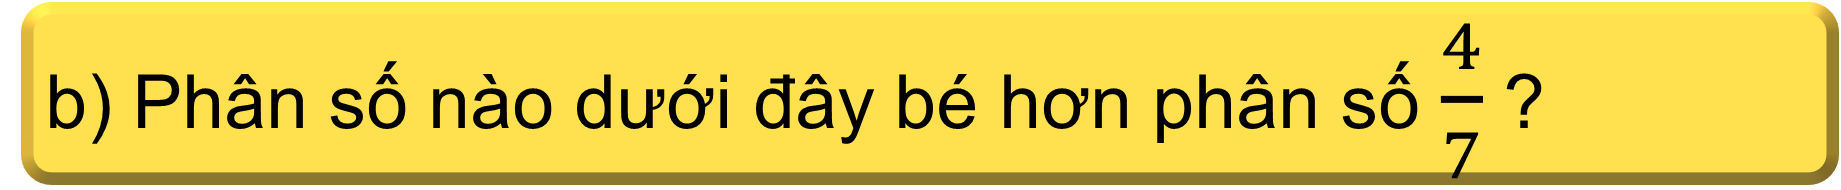 b) Phân số nào dưới đây bé hơn phân số 4/7 ?